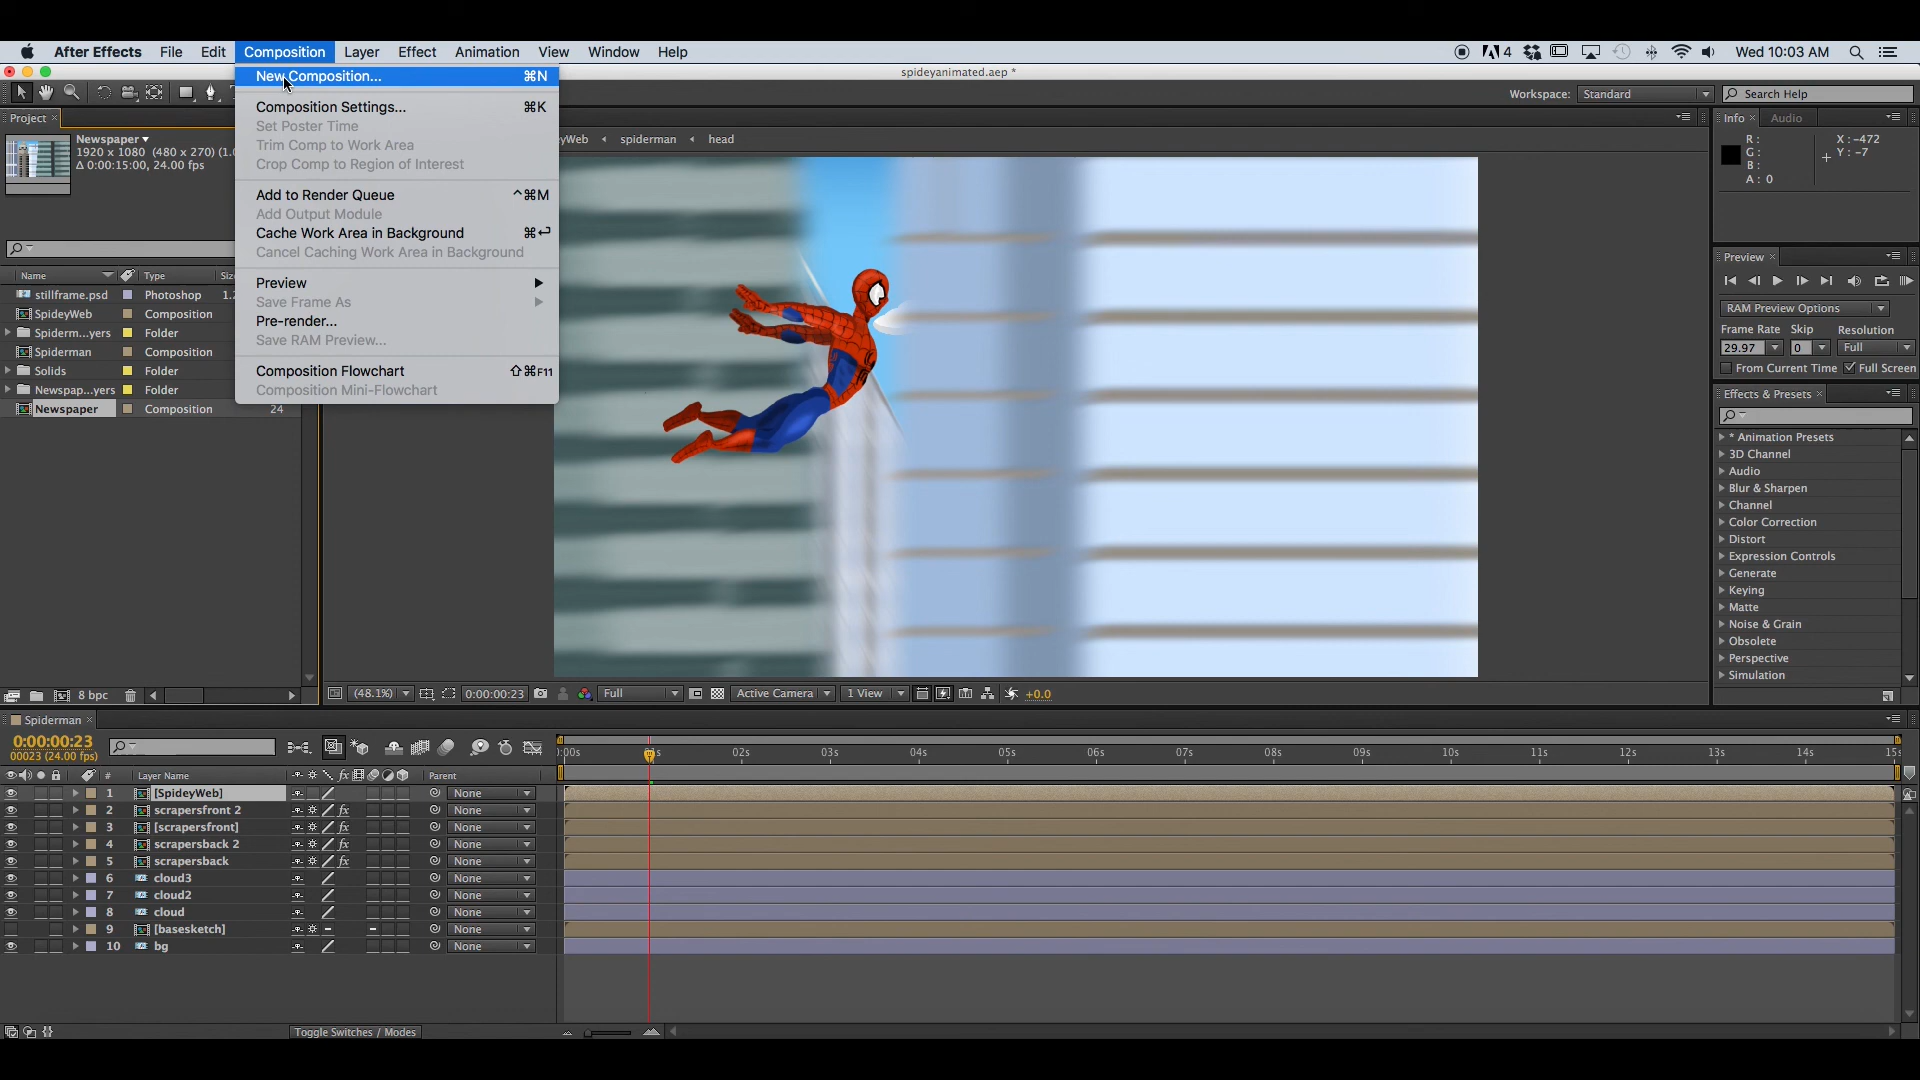 After Effects File Edit Composition Layer Effect Animation View Window Help
4 Wed 10:03 AM
spideyanimated.aep *
New Composition... ⌘N
Composition Settings... ⌘K
Set Poster Time
Trim Comp to Work Area
Crop Comp to Region of Interest
Add to Render Queue ^⌘M
Add Output Module
Cache Work Area in Background ⌘↩
Cancel Caching Work Area in Background
Preview
Save Frame As
Pre-render...
Save RAM Preview...
Composition Flowchart ⇧⌘F11
Composition Mini-Flowchart
Workspace: Standard Search Help
Project
Newspaper
1920 x 1080 (480 x 270) (1.
Δ 0:00:15:00, 24.00 fps
yWeb spiderman head
Name Type Siz
stillframe.psd Photoshop 1.
SpideyWeb Composition
Spiderm...yers Folder
Spiderman Composition
Solids Folder
Newspap...yers Folder
Newspaper Composition 24
8 bpc
(48.1%) 0:00:00:23 Full Active Camera 1 View +0.0
Info Audio
R: X: -472
G: Y: -7
B:
A: 0
Preview
RAM Preview Options
Frame Rate Skip Resolution
29.97 0 Full
From Current Time Full Screen
Effects & Presets
* Animation Presets
3D Channel
Audio
Blur & Sharpen
Channel
Color Correction
Distort
Expression Controls
Generate
Keying
Matte
Noise & Grain
Obsolete
Perspective
Simulation
Spiderman
0:00:00:23
00023 (24.00 fps)
:00s 02s 03s 04s 05s 06s 07s 08s 09s 10s 11s 12s 13s 14s 15s
# Layer Name fx Parent
1 [SpideyWeb] None
2 scrapersfront 2 fx None
3 [scrapersfront] fx None
4 scrapersback 2 fx None
5 scrapersback fx None
6 cloud3 None
7 cloud2 None
8 cloud None
9 [basesketch] None
10 bg None
Toggle Switches / Modes